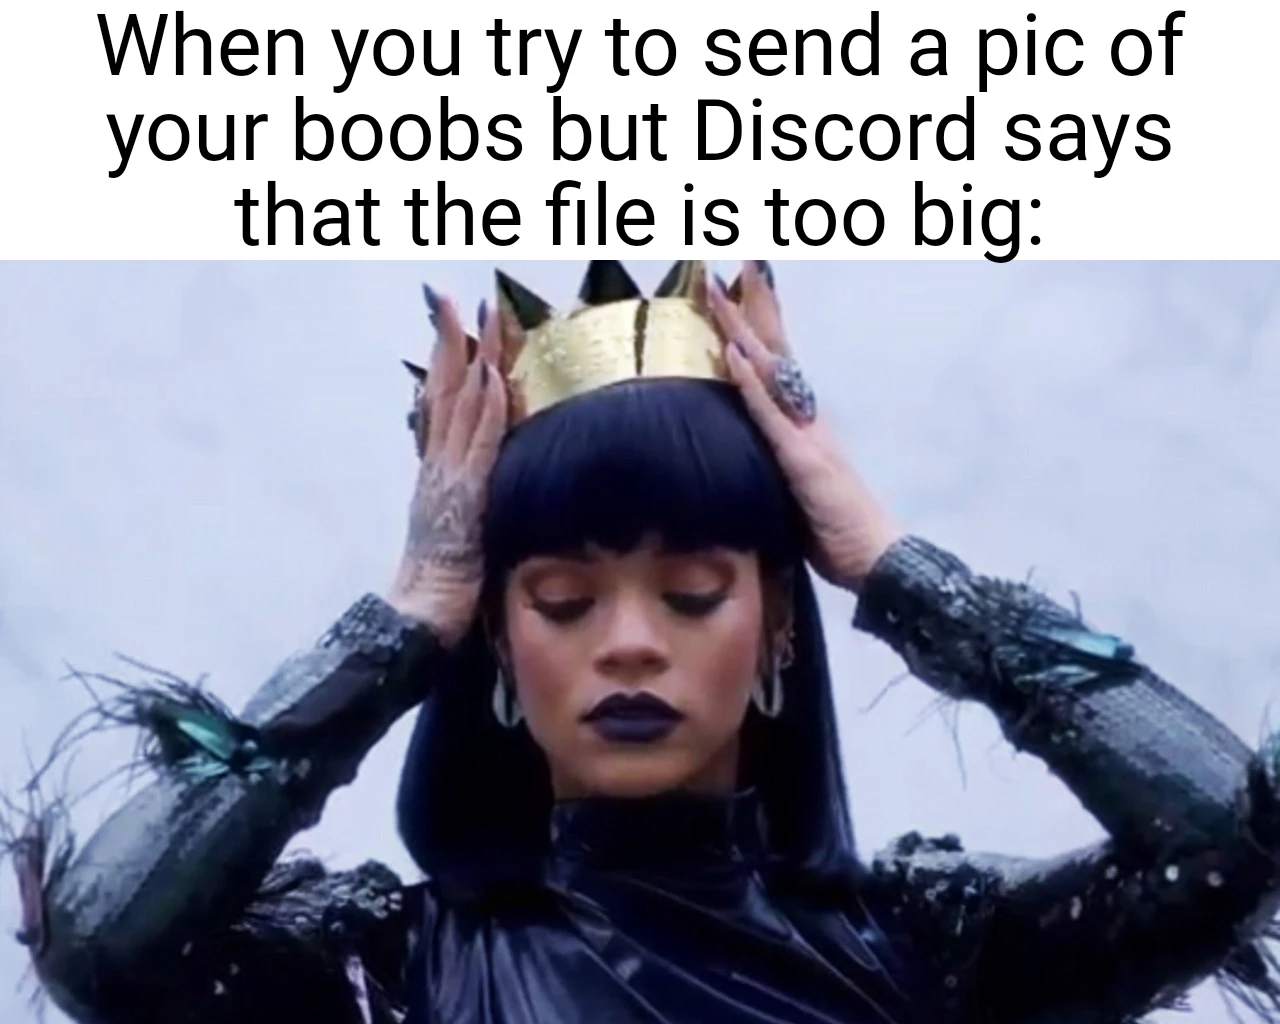 When you try to send a pic of
your boobs but Discord says
that the file is too big: